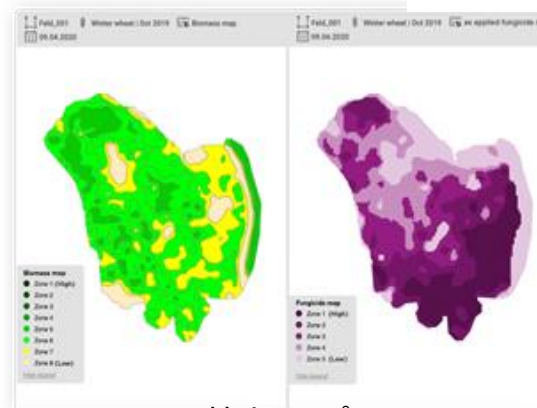 Feld_001 Winter wheat | Oct 2019 Biomass map
09.04.2020
Biomass map
Zone 1 (High)
Zone 2
Zone 3
Zone 4
Zone 5
Zone 6
Zone 7
Zone 8 (Low)
Feld_001 Winter wheat | Oct 2019 as applied fungicide
09.04.2020
Fungicide map
Zone 1 (High)
Zone 2
Zone 3
Zone 4
Zone 5 (Low)